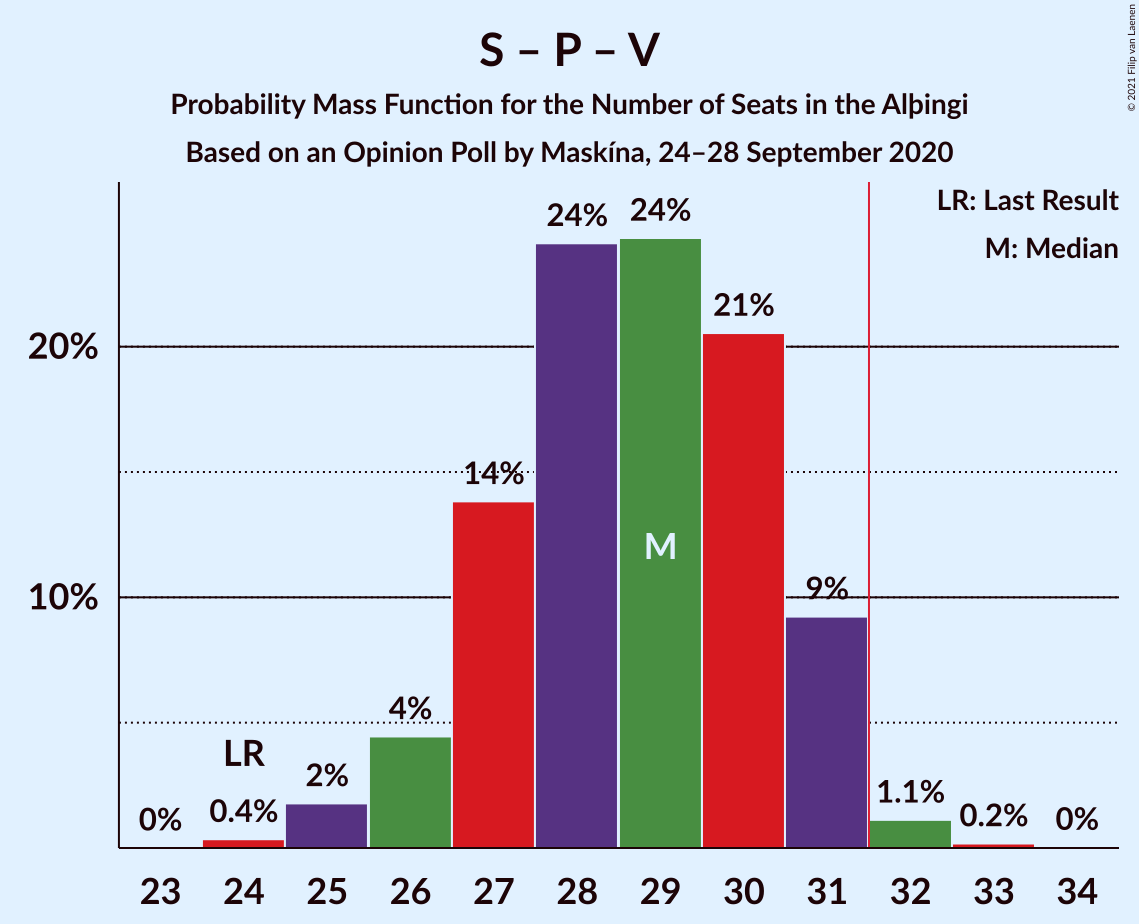 S – P – V
Probability Mass Function for the Number of Seats in the Alþingi
Based on an Opinion Poll by Maskína, 24–28 September 2020
© 2021 Filip van Laenen
LR: Last Result
M: Median
24% 24%
21%
20%
14%
M
10%
9%
4%
LR
2%
0% 0.4% 1.1% 0.2% 0%
23 24 25 26 27 28 29 30 31 32 33 34